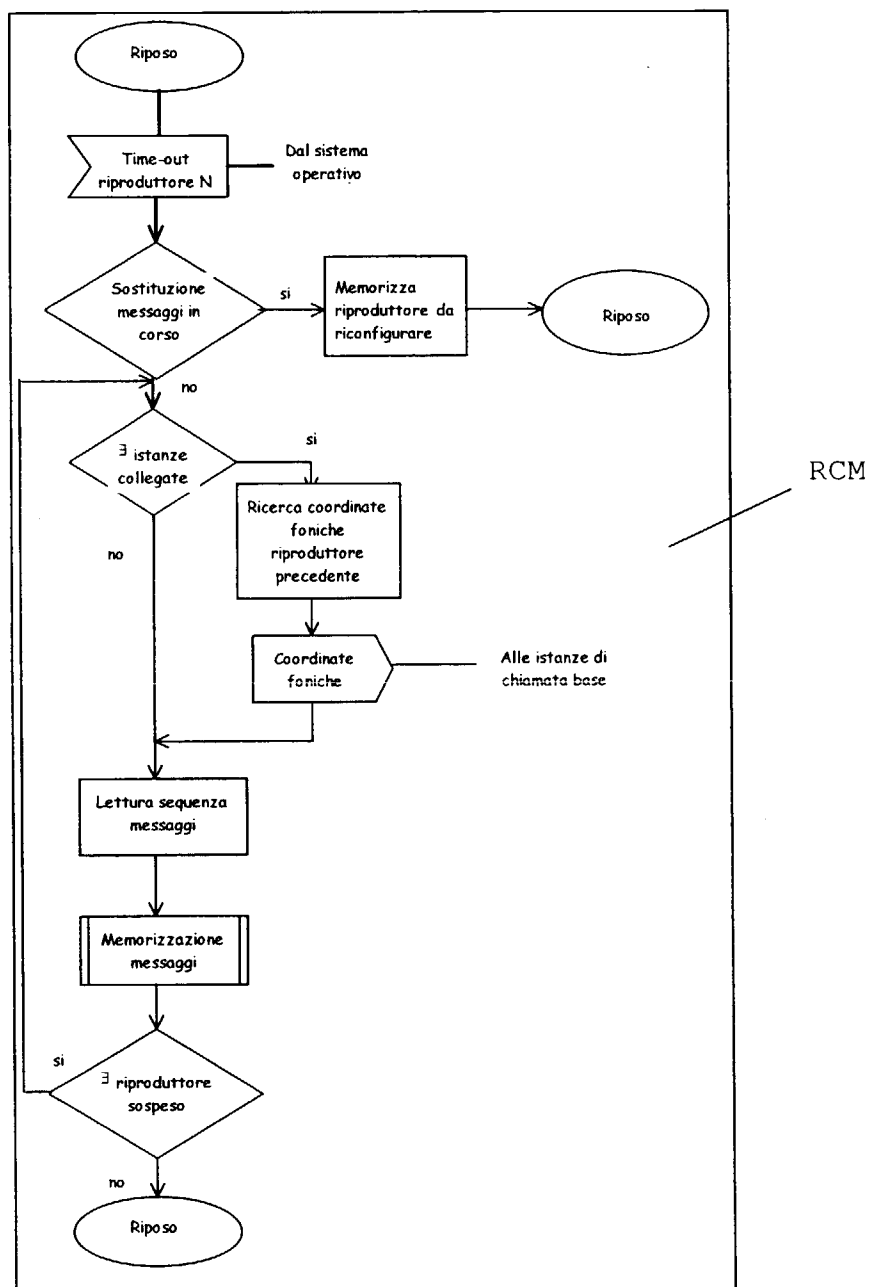 Riposo
Time-out
riproduttore N
Dal sistema
operativo
Sostituzione
messaggi in
corso
si
Memorizza
riproduttore da
riconfigurare
Riposo
no
∃ istanze
collegate
si
RCM
Ricerca coordinate
foniche
riproduttore
precedente
no
Coordinate
foniche
Alle istanze di
chiamata base
Lettura sequenza
messaggi
Memorizzazione
messaggi
si
∃ riproduttore
sospeso
no
Riposo